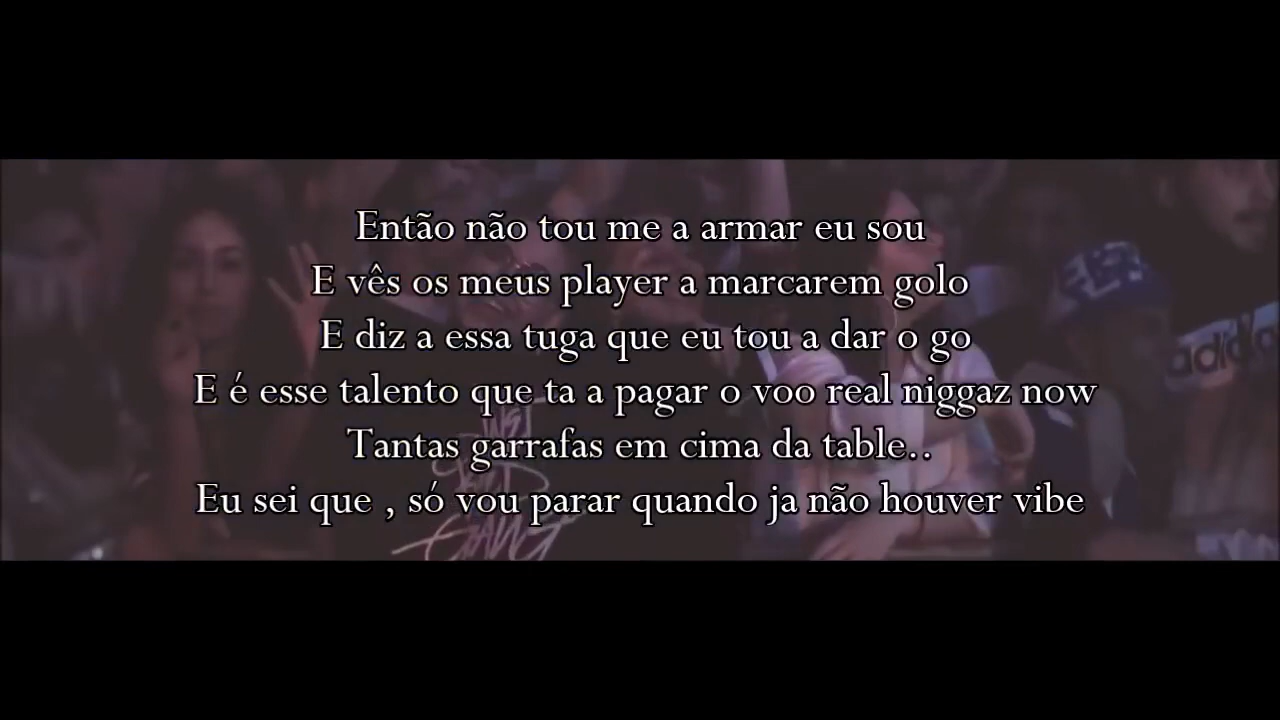 Então não tou me a armar eu sou
E vês os meus player a marcarem golo
E diz a essa tuga que eu tou a dar o go
E é esse talento que ta a pagar o voo real niggaz now
Tantas garrafas em cima da table..
Eu sei que , só vou parar quando ja não houver vibe
adidas